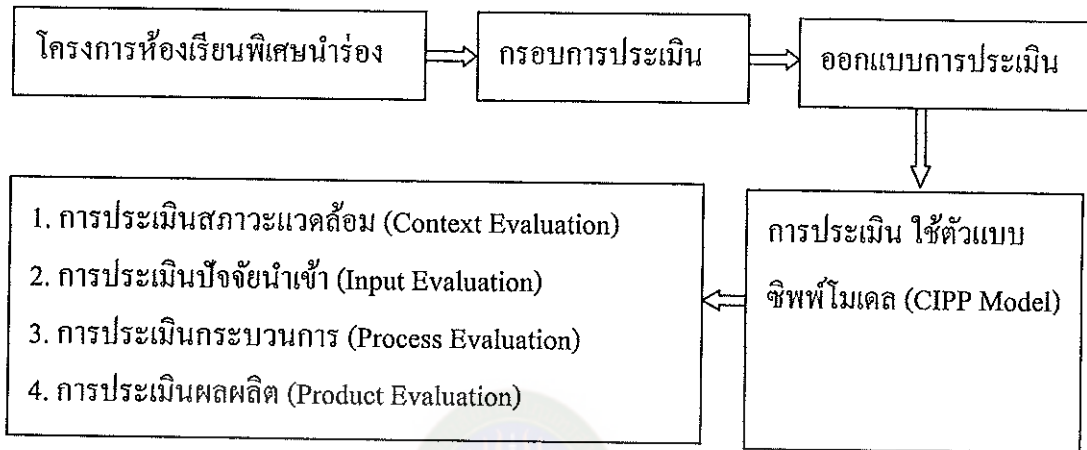 โครงการห้องเรียนพิเศษนำร่อง
กรอบการประเมิน
ออกแบบการประเมิน
การประเมิน ใช้ตัวแบบ
ซิพพ์โมเดล (CIPP Model)
1. การประเมินสภาวะแวดล้อม (Context Evaluation)
2. การประเมินปัจจัยนำเข้า (Input Evaluation)
3. การประเมินกระบวนการ (Process Evaluation)
4. การประเมินผลผลิต (Product Evaluation)